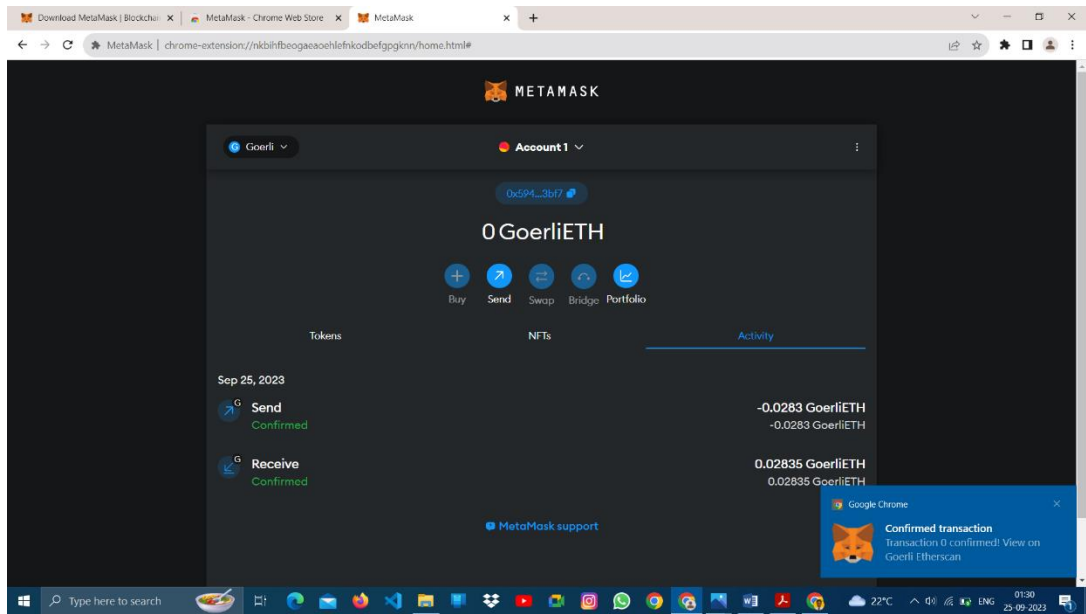 Download MetaMask | Blockchai
MetaMask - Chrome Web Store
MetaMask
MetaMask | chrome-extension://nkbihfbeogaeaoehlefnkodbefgpgknn/home.html#
METAMASK
G Goerli
Account 1
0x594...3bf7
0 GoerliETH
Buy Send Swap Bridge Portfolio
Tokens NFTs Activity
Sep 25, 2023
G Send -0.0283 GoerliETH
Confirmed -0.0283 GoerliETH
G Receive 0.02835 GoerliETH
Confirmed 0.02835 GoerliETH
MetaMask support
Google Chrome
Confirmed transaction
Transaction 0 confirmed! View on
Goerli Etherscan
Type here to search
22°C
ENG
01:30
25-09-2023